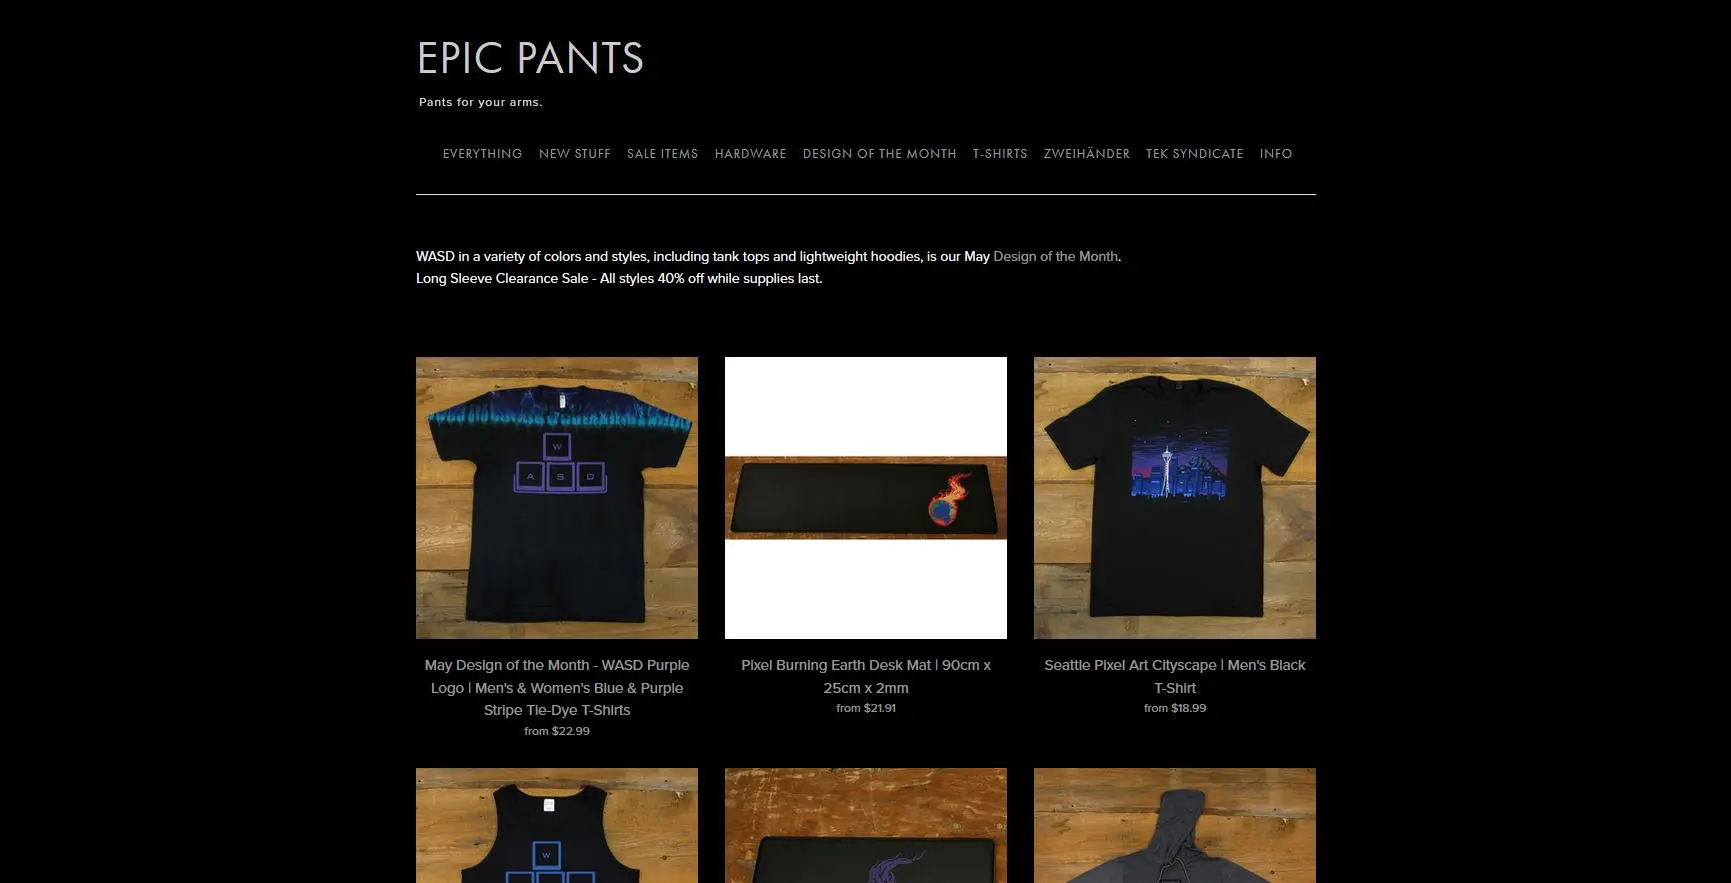 EPIC PANTS
Pants for your arms.
EVERYTHING NEW STUFF SALE ITEMS HARDWARE DESIGN OF THE MONTH T-SHIRTS ZWEIHÄNDER TEK SYNDICATE INFO
WASD in a variety of colors and styles, including tank tops and lightweight hoodies, is our May Design of the Month.
Long Sleeve Clearance Sale - All styles 40% off while supplies last.
W
A S D
May Design of the Month - WASD Purple
Logo | Men's & Women's Blue & Purple
Stripe Tie-Dye T-Shirts
from $22.99
Pixel Burning Earth Desk Mat | 90cm x
25cm x 2mm
from $21.91
Seattle Pixel Art Cityscape | Men's Black
T-Shirt
from $18.99
W